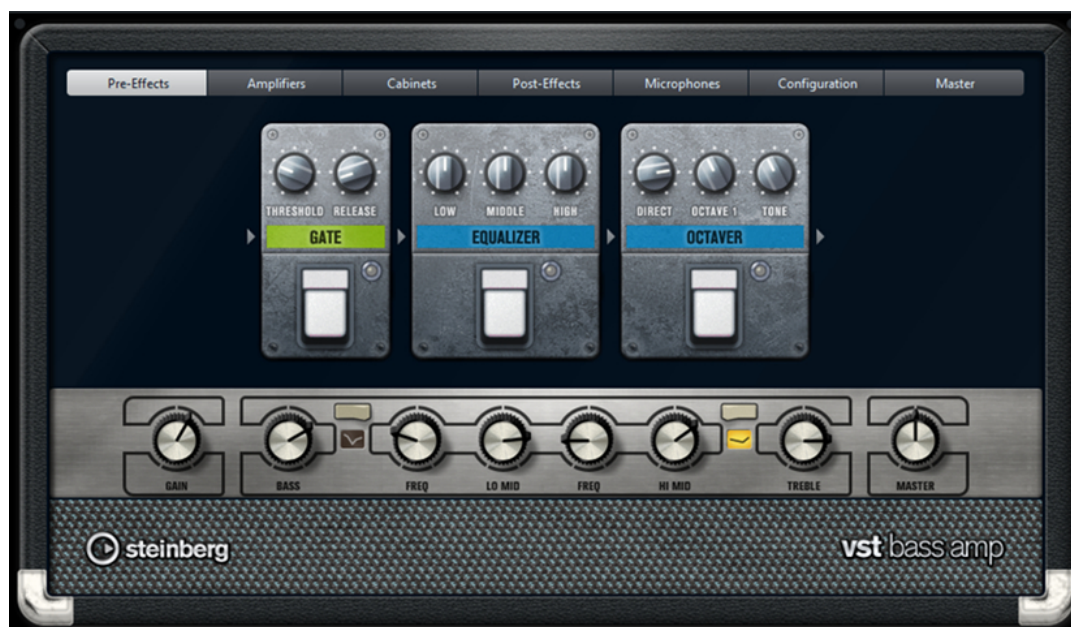 Pre-Effects Amplifiers Cabinets Post-Effects Microphones Configuration Master
THRESHOLD RELEASE LOW MIDDLE HIGH DIRECT OCTAVE 1 TONE
GATE EQUALIZER OCTAVER
GAIN BASS FREQ LO MID FREQ HI MID TREBLE MASTER
steinberg vst bass amp